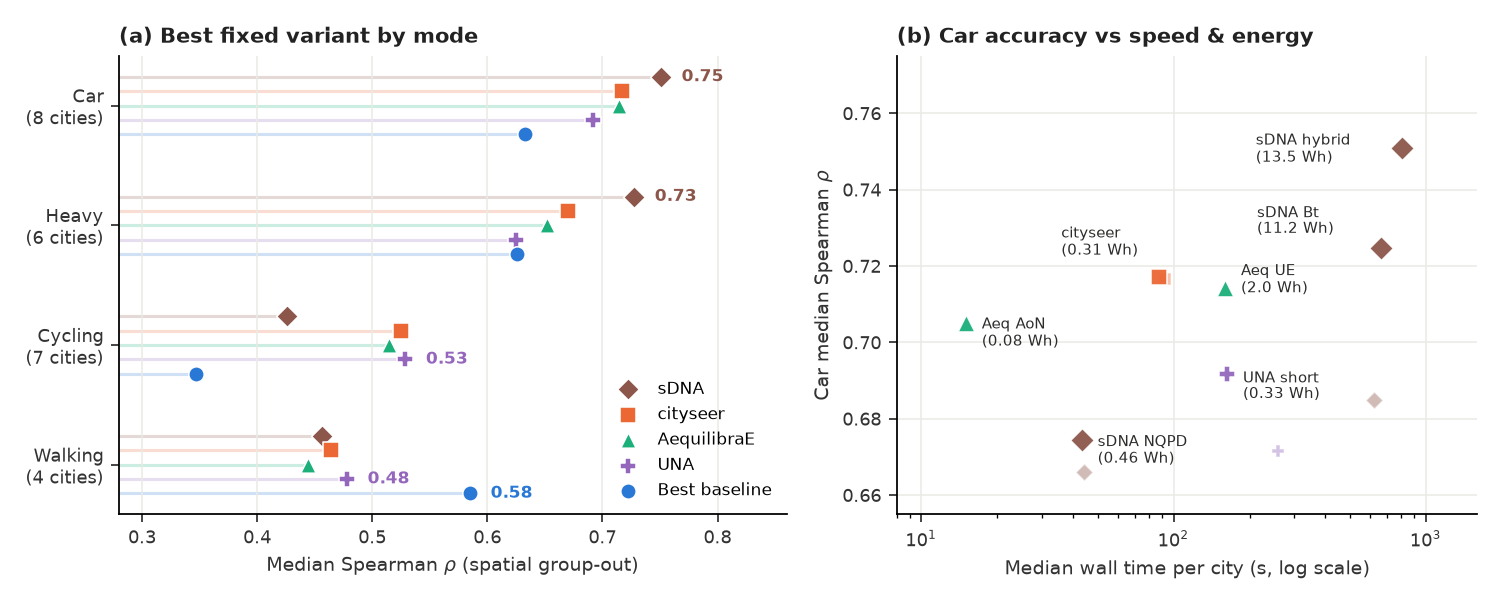 (a) Best fixed variant by mode
Car
(8 cities)
Heavy
(6 cities)
Cycling
(7 cities)
Walking
(4 cities)
0.75
0.73
0.53
0.48
0.58
sDNA
cityseer
AequilibraE
UNA
Best baseline
0.3 0.4 0.5 0.6 0.7 0.8
Median Spearman ρ (spatial group-out)
(b) Car accuracy vs speed & energy
Car median Spearman ρ
0.76
0.74
0.72
0.70
0.68
0.66
sDNA hybrid
(13.5 Wh)
sDNA Bt
(11.2 Wh)
cityseer
(0.31 Wh)
Aeq UE
(2.0 Wh)
Aeq AoN
(0.08 Wh)
UNA short
(0.33 Wh)
sDNA NQPD
(0.46 Wh)
10¹ 10² 10³
Median wall time per city (s, log scale)